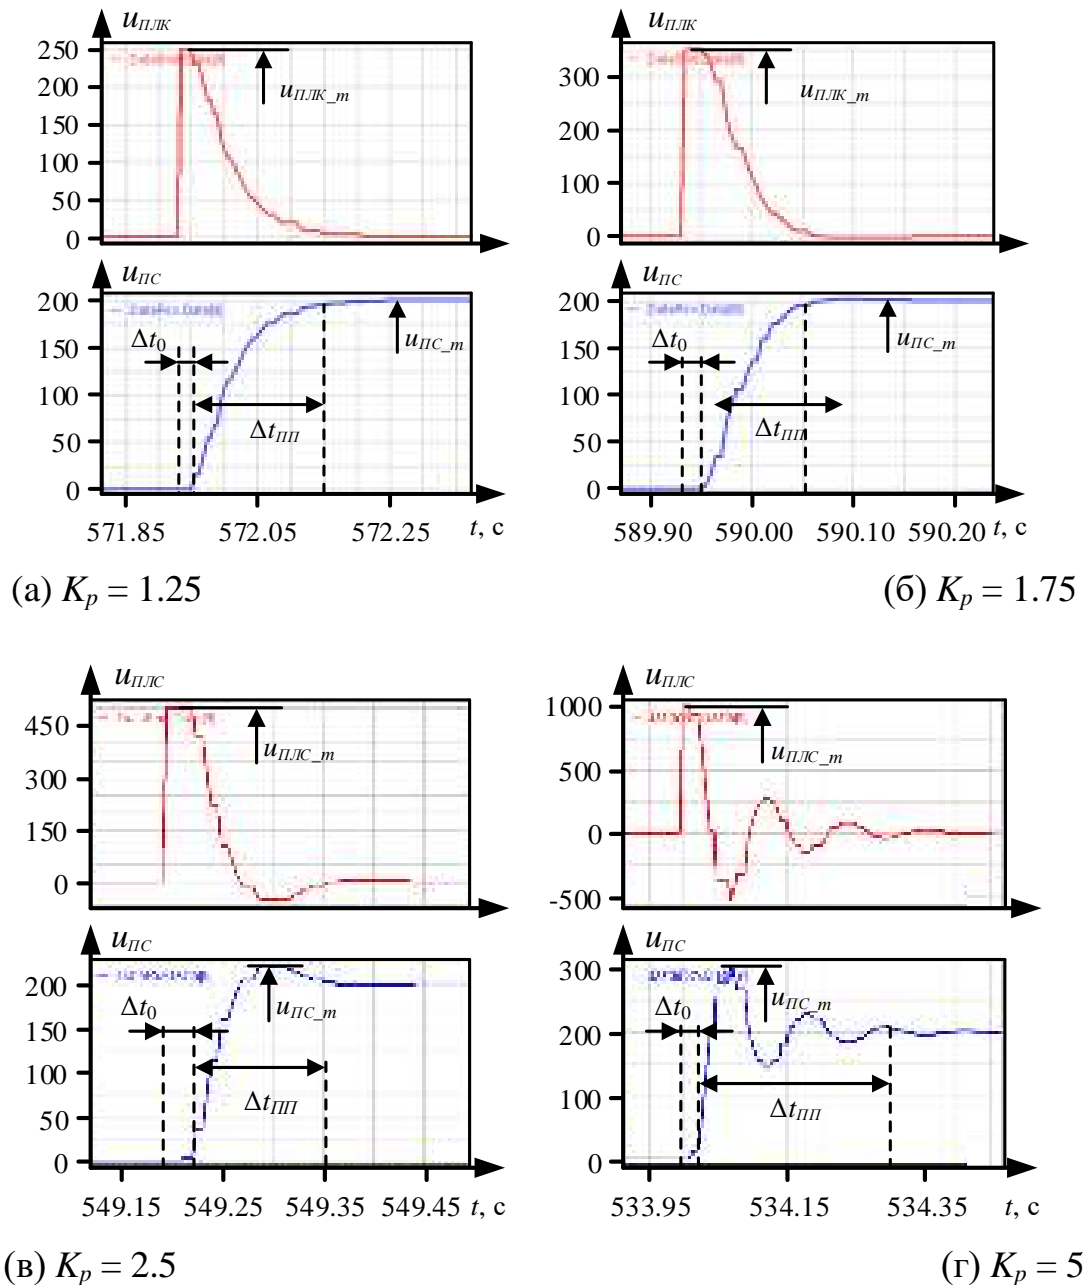 u_ПЛК
u_ПЛК
250
200
150
100
50
0
u_ПЛК_m
300
200
100
0
u_ПЛК_m
u_ПС
u_ПС
200
150
100
50
0
Δt_0
u_ПС_m
Δt_ПП
200
150
100
50
0
Δt_0
u_ПС_m
Δt_ПП
571.85 572.05 572.25 t, с
589.90 590.00 590.10 590.20 t, с
(а) K_p = 1.25
(б) K_p = 1.75
u_ПЛС
u_ПЛС
450
300
150
0
u_ПЛС_m
1000
500
0
-500
u_ПЛС_m
u_ПС
u_ПС
200
150
100
50
0
Δt_0
u_ПС_m
Δt_ПП
300
200
100
0
Δt_0
u_ПС_m
Δt_ПП
549.15 549.25 549.35 549.45 t, с
533.95 534.15 534.35 t, с
(в) K_p = 2.5
(г) K_p = 5